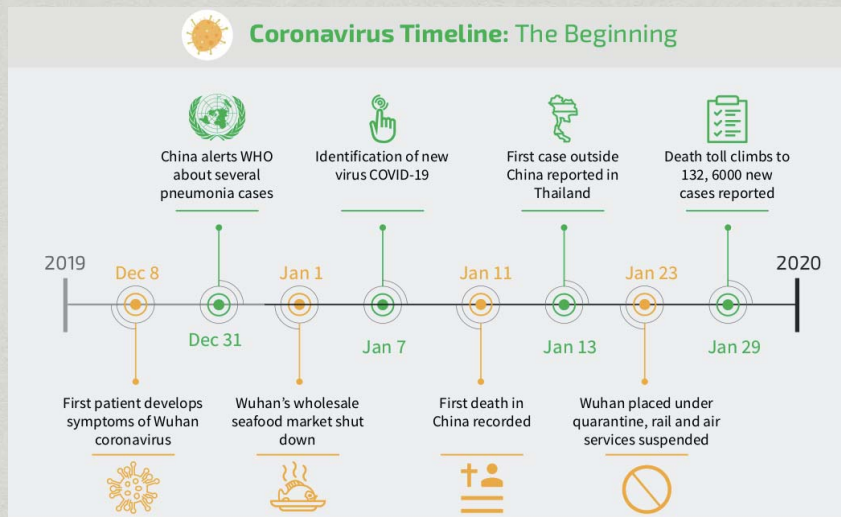 Coronavirus Timeline: The Beginning
China alerts WHO
about several
pneumonia cases
Identification of new
virus COVID-19
First case outside
China reported in
Thailand
Death toll climbs to
132, 6000 new
cases reported
2019
Dec 8
Dec 31
Jan 1
Jan 7
Jan 11
Jan 13
Jan 23
Jan 29
2020
First patient develops
symptoms of Wuhan
coronavirus
Wuhan's wholesale
seafood market shut
down
First death in
China recorded
Wuhan placed under
quarantine, rail and air
services suspended